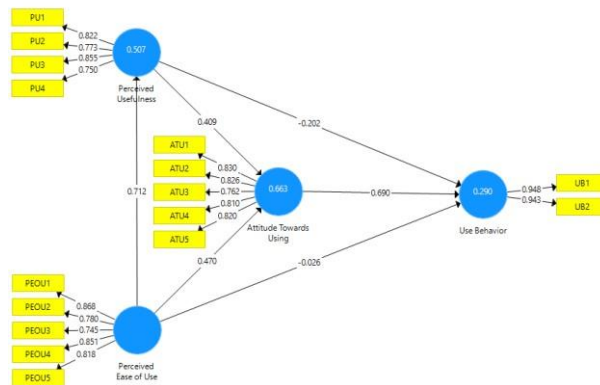 PU1
PU2
PU3
PU4
0.822
0.773
0.855
0.750
0.507
Perceived
Usefulness
0.409
-0.202
0.712
ATU1
ATU2
ATU3
ATU4
ATU5
0.830
0.826
0.762
0.810
0.820
0.663
Attitude Towards
Using
0.690
0.290
Use Behavior
0.948
0.943
UB1
UB2
0.470
-0.026
PEOU1
PEOU2
PEOU3
PEOU4
PEOU5
0.868
0.780
0.745
0.851
0.818
Perceived
Ease of Use